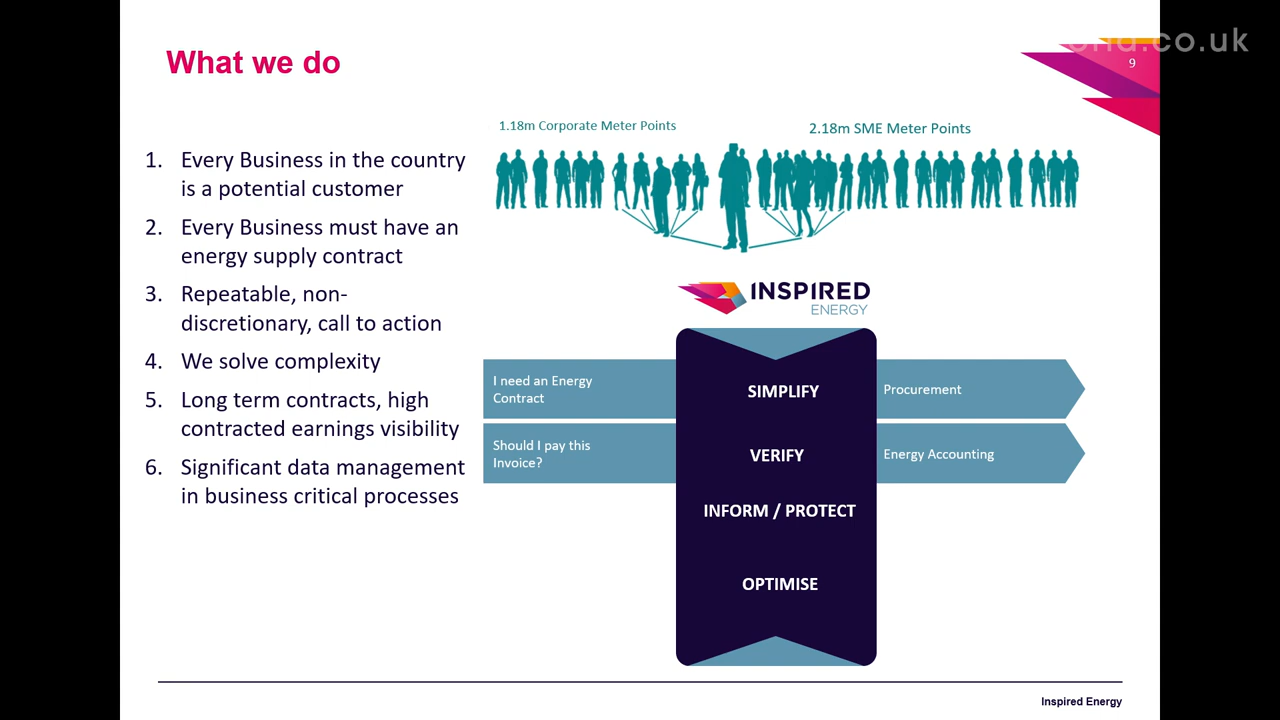 What we do
9
.co.uk
1.18m Corporate Meter Points
2.18m SME Meter Points
1. Every Business in the country
is a potential customer
2. Every Business must have an
energy supply contract
3. Repeatable, non-
discretionary, call to action
4. We solve complexity
5. Long term contracts, high
contracted earnings visibility
6. Significant data management
in business critical processes
INSPIRED
ENERGY
I need an Energy
Contract
SIMPLIFY
Procurement
Should I pay this
Invoice?
VERIFY
Energy Accounting
INFORM / PROTECT
OPTIMISE
Inspired Energy